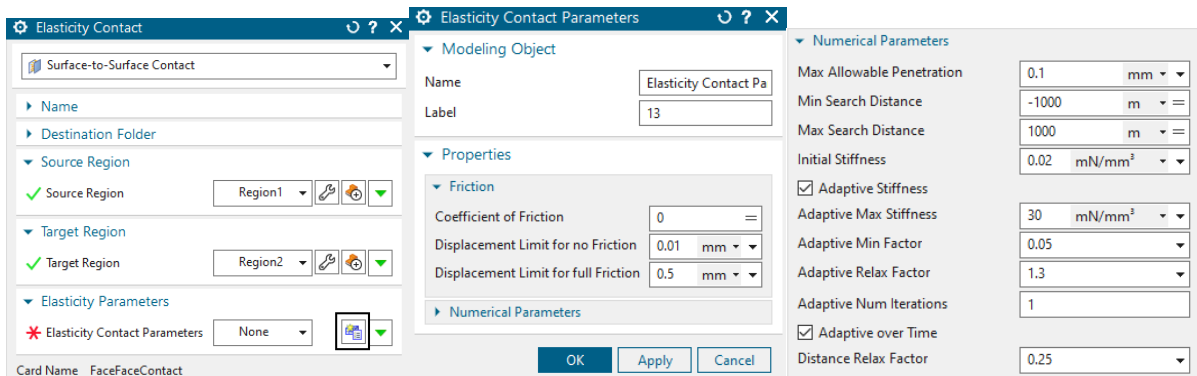 Elasticity Contact
Surface-to-Surface Contact
Name
Destination Folder
Source Region
Source Region Region1
Target Region
Target Region Region2
Elasticity Parameters
Elasticity Contact Parameters None
Card Name FaceFaceContact
Elasticity Contact Parameters
Modeling Object
Name Elasticity Contact Pa
Label 13
Properties
Friction
Coefficient of Friction 0
Displacement Limit for no Friction 0.01 mm
Displacement Limit for full Friction 0.5 mm
Numerical Parameters
OK Apply Cancel
Numerical Parameters
Max Allowable Penetration 0.1 mm
Min Search Distance -1000 m
Max Search Distance 1000 m
Initial Stiffness 0.02 mN/mm³
Adaptive Stiffness
Adaptive Max Stiffness 30 mN/mm³
Adaptive Min Factor 0.05
Adaptive Relax Factor 1.3
Adaptive Num Iterations 1
Adaptive over Time
Distance Relax Factor 0.25